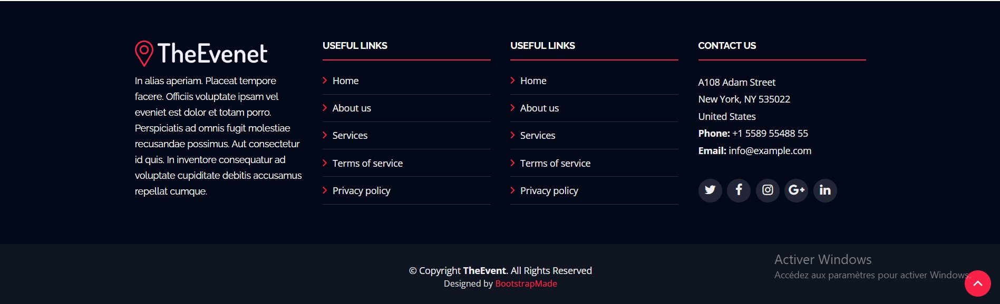 TheEvenet
In alias aperiam. Placeat tempore
facere. Officiis voluptate ipsam vel
eveniet est dolor et totam porro.
Perspiciatis ad omnis fugit molestiae
recusandae possimus. Aut consectetur
id quis. In inventore consequatur ad
voluptate cupiditate debitis accusamus
repellat cumque.
USEFUL LINKS
Home
About us
Services
Terms of service
Privacy policy
USEFUL LINKS
Home
About us
Services
Terms of service
Privacy policy
CONTACT US
A108 Adam Street
New York, NY 535022
United States
Phone: +1 5589 55488 55
Email: info@example.com
© Copyright TheEvent. All Rights Reserved
Designed by BootstrapMade
Activer Windows
Accédez aux paramètres pour activer Windows.